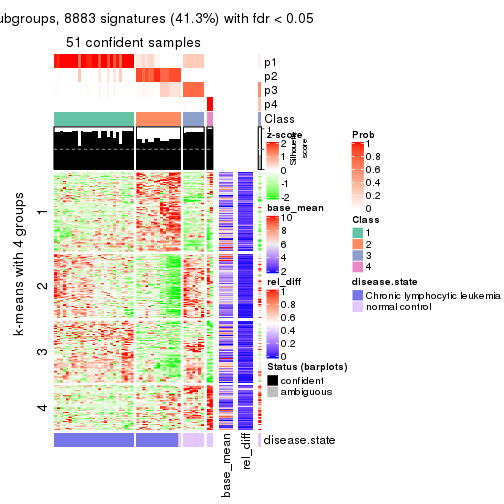 ubgroups, 8883 signatures (41.3%) with fdr < 0.05
51 confident samples
p1
p2
p3
p4
Class
1
Silhouette
score
k-means with 4 groups
1
2
3
4
base_mean
rel_diff
disease.state
z-score
2
1
0
-1
-2
base_mean
10
8
6
4
2
rel_diff
1
0.8
0.6
0.4
0.2
0
Status (barplots)
confident
ambiguous
Prob
1
0.8
0.6
0.4
0.2
0
Class
1
2
3
4
disease.state
Chronic lymphocytic leukemia
normal control